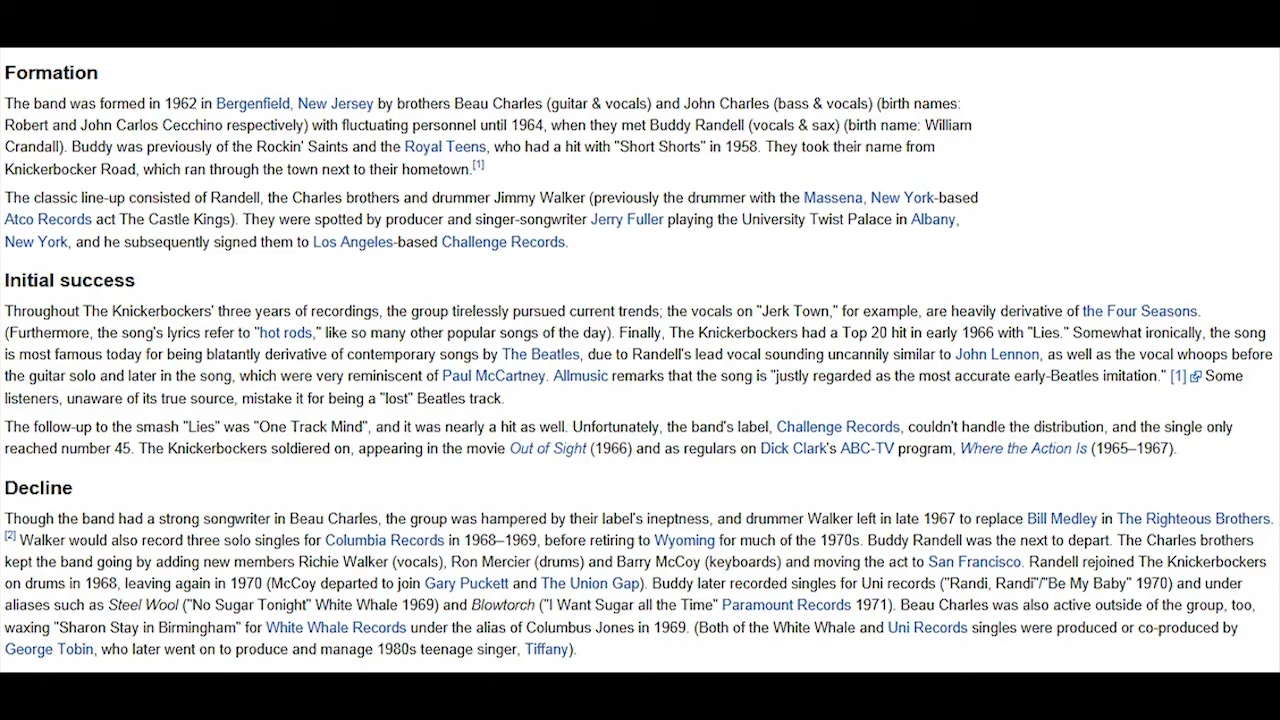 Formation
The band was formed in 1962 in Bergenfield, New Jersey by brothers Beau Charles (guitar & vocals) and John Charles (bass & vocals) (birth names:
Robert and John Carlos Cecchino respectively) with fluctuating personnel until 1964, when they met Buddy Randell (vocals & sax) (birth name: William
Crandall). Buddy was previously of the Rockin' Saints and the Royal Teens, who had a hit with "Short Shorts" in 1958. They took their name from
Knickerbocker Road, which ran through the town next to their hometown.[1]
The classic line-up consisted of Randell, the Charles brothers and drummer Jimmy Walker (previously the drummer with the Massena, New York-based
Atco Records act The Castle Kings). They were spotted by producer and singer-songwriter Jerry Fuller playing the University Twist Palace in Albany,
New York, and he subsequently signed them to Los Angeles-based Challenge Records.
Initial success
Throughout The Knickerbockers' three years of recordings, the group tirelessly pursued current trends; the vocals on "Jerk Town," for example, are heavily derivative of the Four Seasons.
(Furthermore, the song's lyrics refer to "hot rods," like so many other popular songs of the day). Finally, The Knickerbockers had a Top 20 hit in early 1966 with "Lies." Somewhat ironically, the song
is most famous today for being blatantly derivative of contemporary songs by The Beatles, due to Randell's lead vocal sounding uncannily similar to John Lennon, as well as the vocal whoops before
the guitar solo and later in the song, which were very reminiscent of Paul McCartney. Allmusic remarks that the song is "justly regarded as the most accurate early-Beatles imitation." [1] Some
listeners, unaware of its true source, mistake it for being a "lost" Beatles track.
The follow-up to the smash "Lies" was "One Track Mind", and it was nearly a hit as well. Unfortunately, the band's label, Challenge Records, couldn't handle the distribution, and the single only
reached number 45. The Knickerbockers soldiered on, appearing in the movie Out of Sight (1966) and as regulars on Dick Clark's ABC-TV program, Where the Action Is (1965–1967).
Decline
Though the band had a strong songwriter in Beau Charles, the group was hampered by their label's ineptness, and drummer Walker left in late 1967 to replace Bill Medley in The Righteous Brothers.
[2] Walker would also record three solo singles for Columbia Records in 1968–1969, before retiring to Wyoming for much of the 1970s. Buddy Randell was the next to depart. The Charles brothers
kept the band going by adding new members Richie Walker (vocals), Ron Mercier (drums) and Barry McCoy (keyboards) and moving the act to San Francisco. Randell rejoined The Knickerbockers
on drums in 1968, leaving again in 1970 (McCoy departed to join Gary Puckett and The Union Gap). Buddy later recorded singles for Uni records ("Randi, Randi"/"Be My Baby" 1970) and under
aliases such as Steel Wool ("No Sugar Tonight" White Whale 1969) and Blowtorch ("I Want Sugar all the Time" Paramount Records 1971). Beau Charles was also active outside of the group, too,
waxing "Sharon Stay in Birmingham" for White Whale Records under the alias of Columbus Jones in 1969. (Both of the White Whale and Uni Records singles were produced or co-produced by
George Tobin, who later went on to produce and manage 1980s teenage singer, Tiffany).